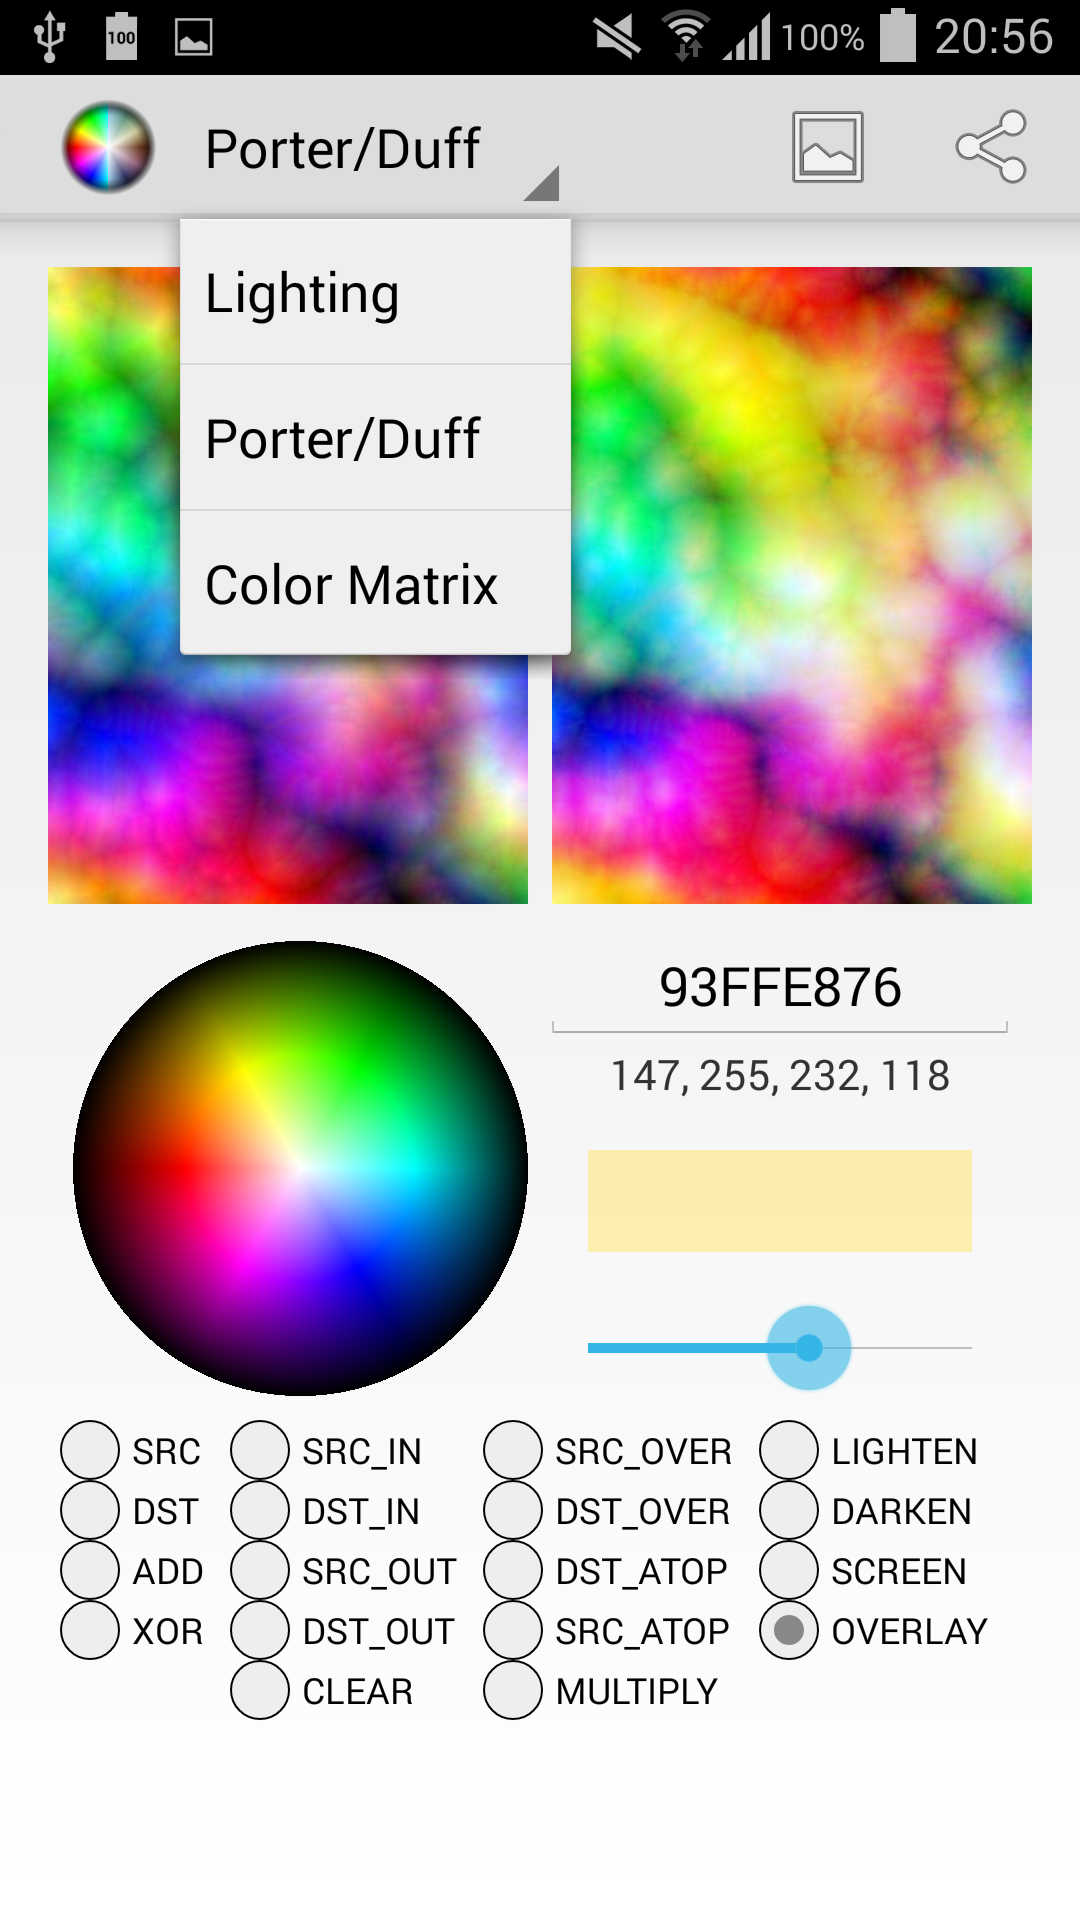 100 100% 20:56
Porter/Duff
Lighting
Porter/Duff
Color Matrix
93FFE876
147, 255, 232, 118
SRC SRC_IN SRC_OVER LIGHTEN
DST DST_IN DST_OVER DARKEN
ADD SRC_OUT DST_ATOP SCREEN
XOR DST_OUT SRC_ATOP OVERLAY
CLEAR MULTIPLY